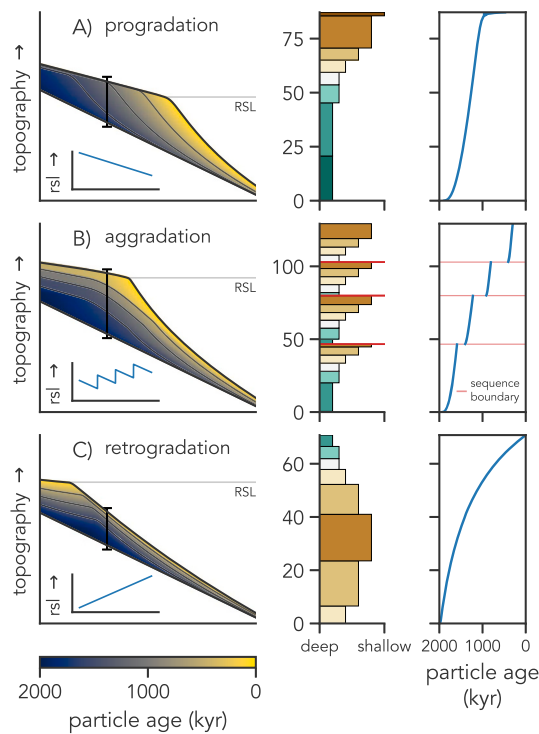 A) progradation
topography →
RSL
rsl →
75
50
25
0
B) aggradation
topography →
RSL
rsl →
100
50
0
sequence
boundary
C) retrogradation
topography →
RSL
rsl →
60
40
20
0
deep shallow
2000 1000 0
particle age
(kyr)
2000 1000 0
particle age (kyr)